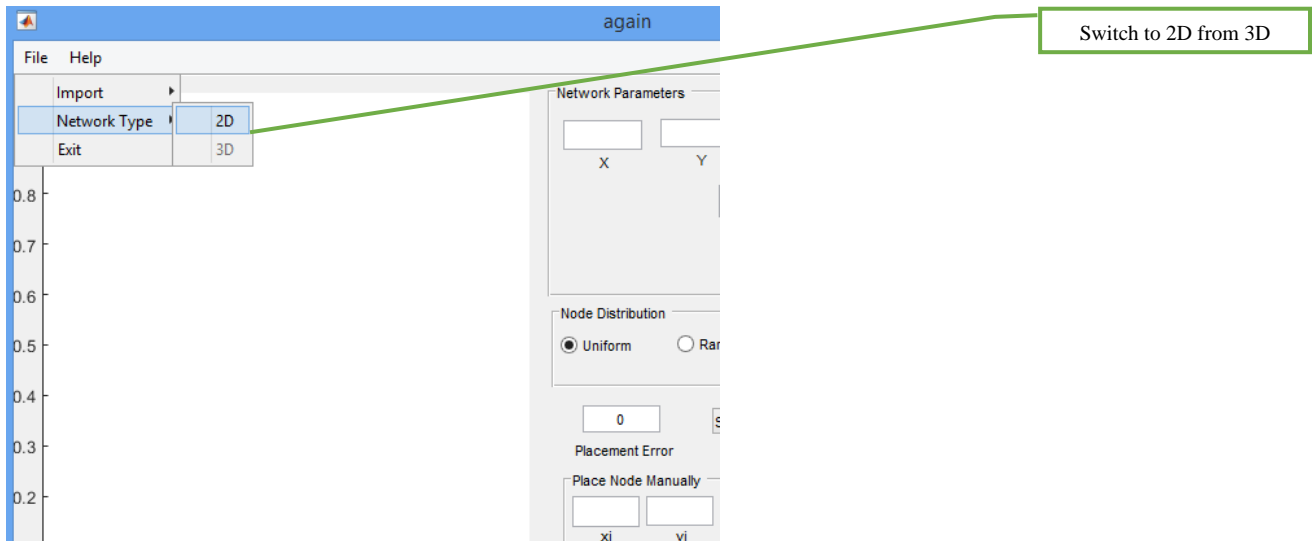 again
Switch to 2D from 3D
File Help
Import
Network Type
2D
Exit
3D
Network Parameters
X Y
0.8
0.7
0.6
Node Distribution
0.5
Uniform
0.4
0
Placement Error
0.3
Place Node Manually
0.2
xi yi